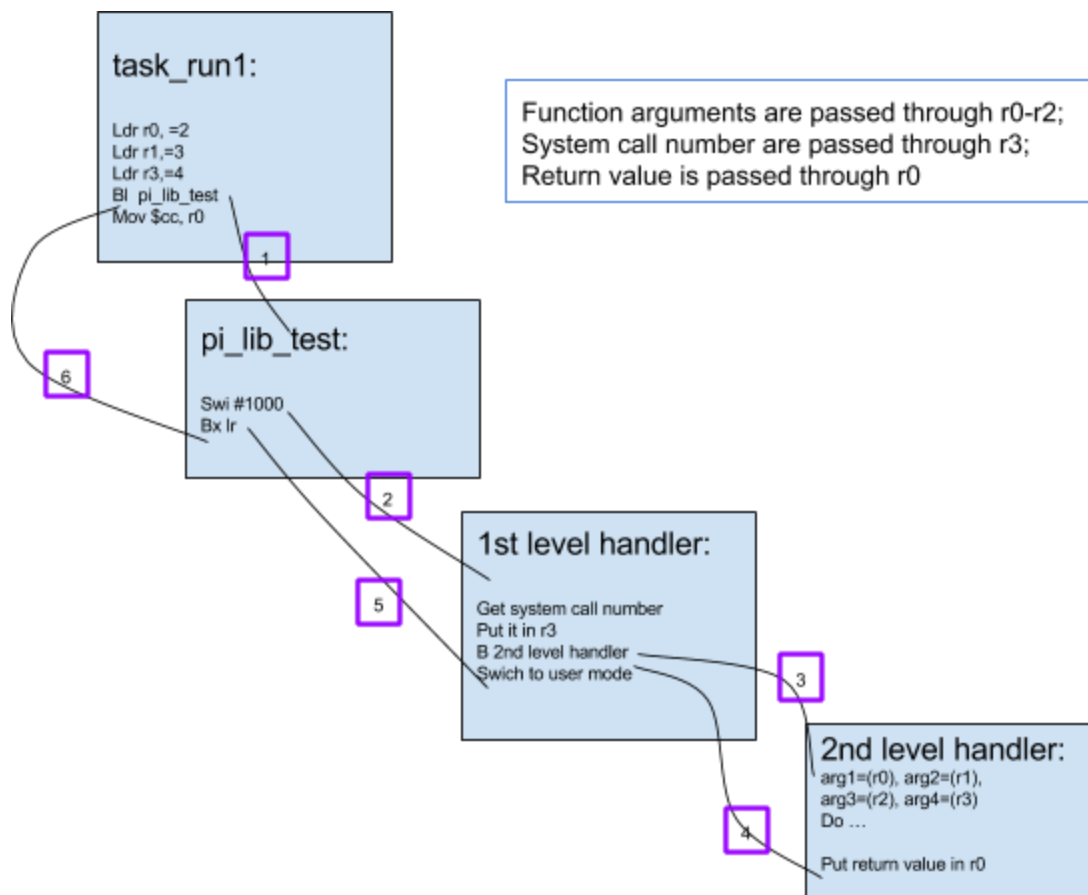 task_run1:
Ldr r0, =2
Ldr r1,=3
Ldr r3,=4
Bl pi_lib_test
Mov $cc, r0
Function arguments are passed through r0-r2;
System call number are passed through r3;
Return value is passed through r0
1
pi_lib_test:
Swi #1000
Bx lr
6
2
1st level handler:
Get system call number
Put it in r3
B 2nd level handler
Swich to user mode
5
3
2nd level handler:
arg1=(r0), arg2=(r1),
arg3=(r2), arg4=(r3)
Do ...
Put return value in r0
4